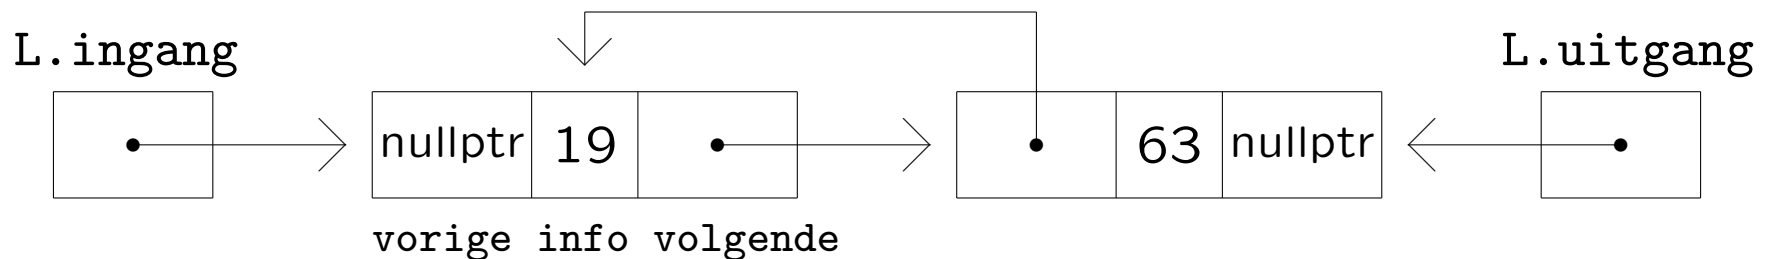 L.ingang L.uitgang
nullptr 19 63 nullptr
vorige info volgende